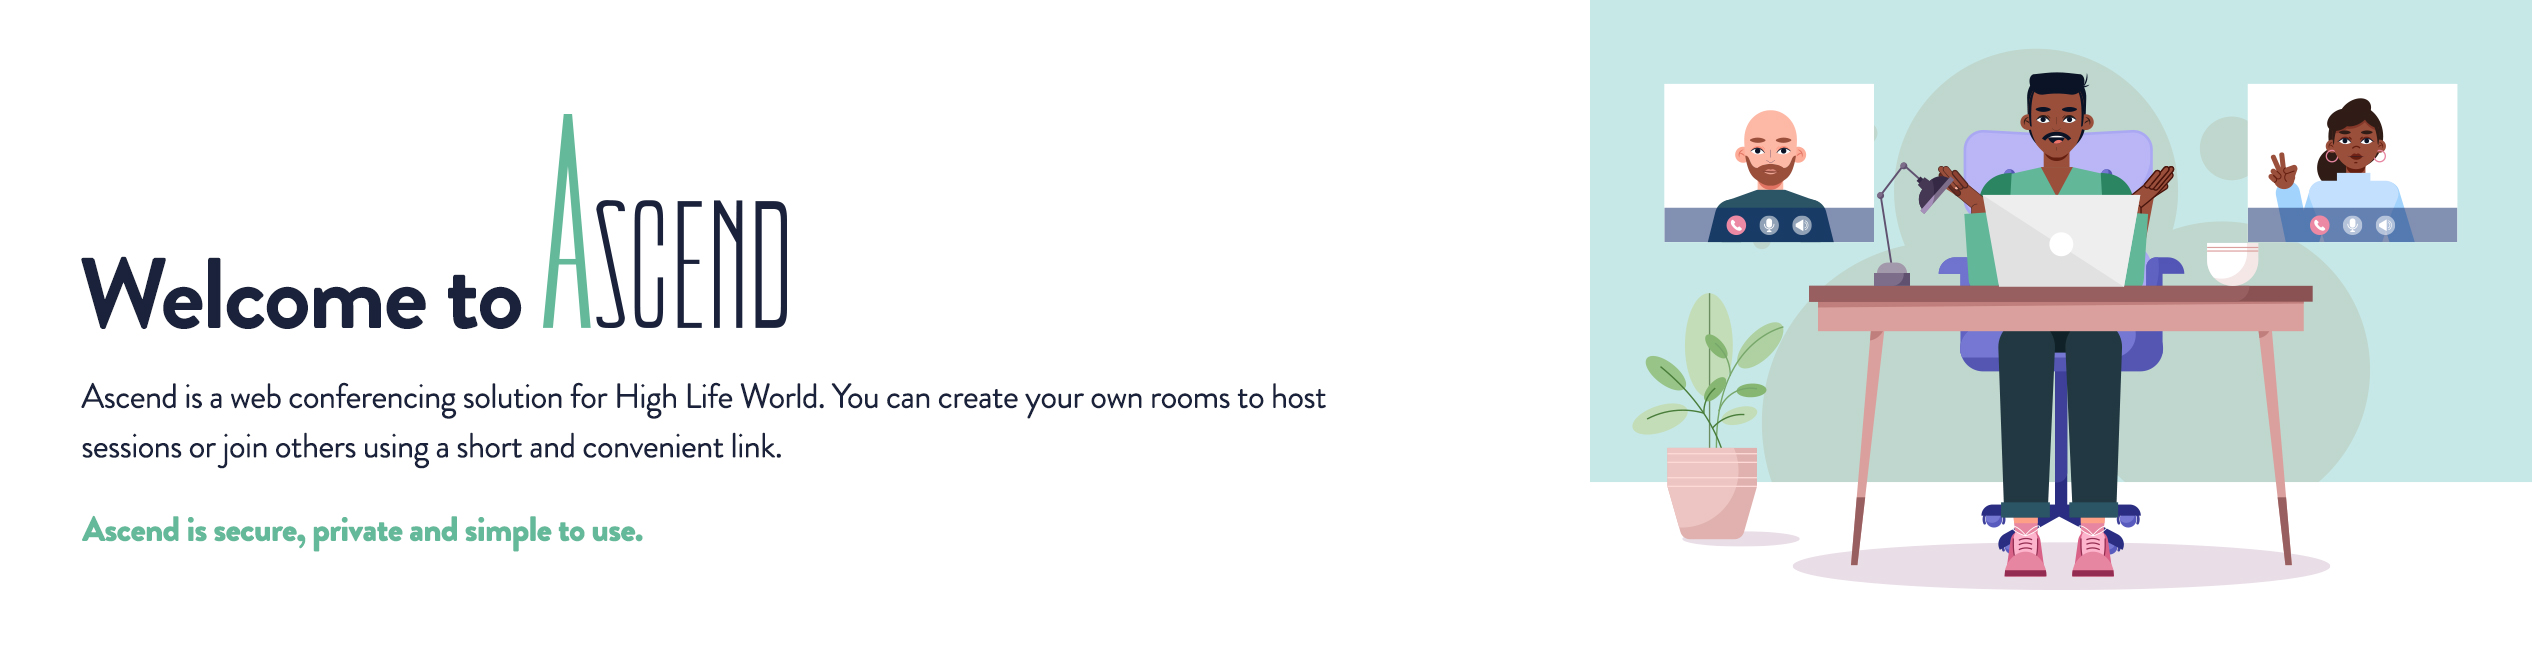 Welcome to ASCEND
Ascend is a web conferencing solution for High Life World. You can create your own rooms to host
sessions or join others using a short and convenient link.
Ascend is secure, private and simple to use.